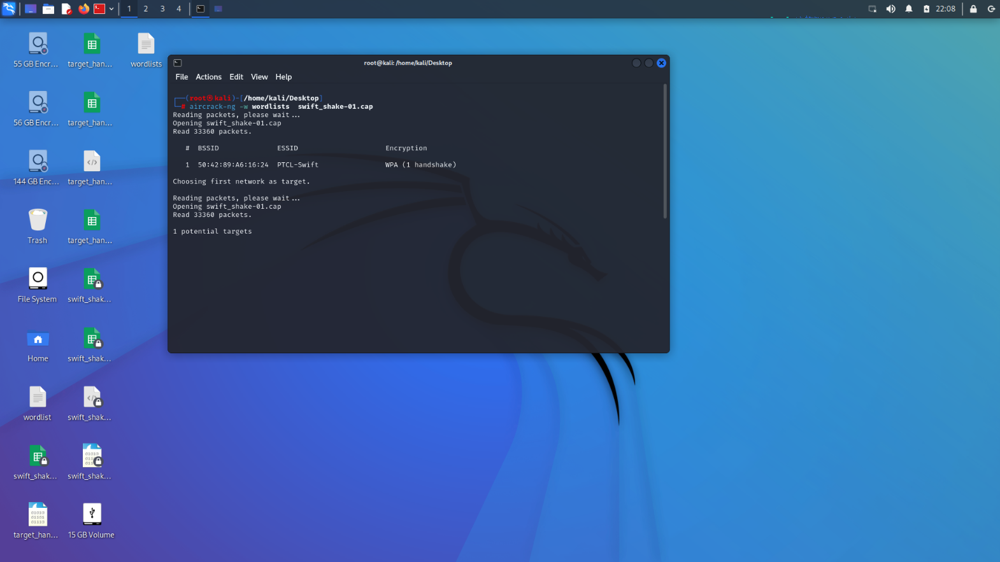 1 2 3 4
22:08
55 GB Encr...
target_han...
wordlists
56 GB Encr...
target_han...
144 GB Enc...
target_han...
Trash
target_han...
File System
swift_shak...
Home
swift_shak...
wordlist
swift_shak...
swift_shak...
swift_shak...
target_han...
15 GB Volume
root@kali: /home/kali/Desktop
File Actions Edit View Help
┌──(root㉿kali)-[/home/kali/Desktop]
└─# aircrack-ng -w wordlists  swift_shake-01.cap
Reading packets, please wait...
Opening swift_shake-01.cap
Read 33360 packets.
# BSSID ESSID Encryption
1 50:42:89:A6:16:24 PTCL-Swift WPA (1 handshake)
Choosing first network as target.
Reading packets, please wait...
Opening swift_shake-01.cap
Read 33360 packets.
1 potential targets